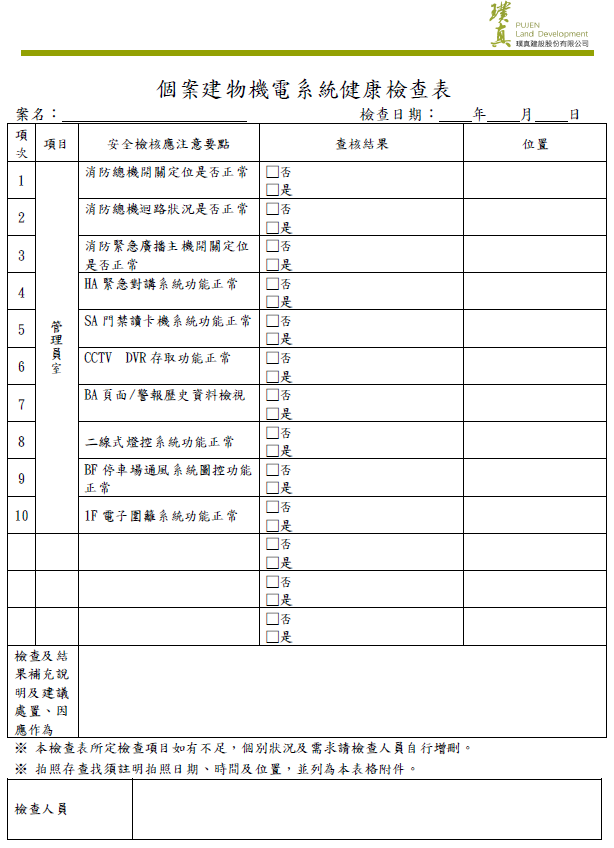 璞真
PUJEN
Land Development
璞真建設股份有限公司
個案建物機電系統健康檢查表
案名： 檢查日期： 年 月 日
項次 項目 安全檢核應注意要點 查核結果 位置
管理員室
1 消防總機開關定位是否正常 □否
□是
2 消防總機迴路狀況是否正常 □否
□是
3 消防緊急廣播主機開關定位 □否
是否正常 □是
4 HA 緊急對講系統功能正常 □否
□是
5 SA 門禁讀卡機系統功能正常 □否
□是
6 CCTV DVR 存取功能正常 □否
□是
7 BA 頁面/警報歷史資料檢視 □否
□是
8 二線式燈控系統功能正常 □否
□是
9 BF 停車場通風系統圖控功能 □否
正常 □是
10 1F 電子圍籬系統功能正常 □否
□是
□否
□是
□否
□是
□否
□是
檢查及結
果補充說
明及建議
處置、因
應作為
※ 本檢查表所定檢查項目如有不足，個別狀況及需求請檢查人員自行增刪。
※ 拍照存查找須註明拍照日期、時間及位置，並列為本表格附件。
檢查人員